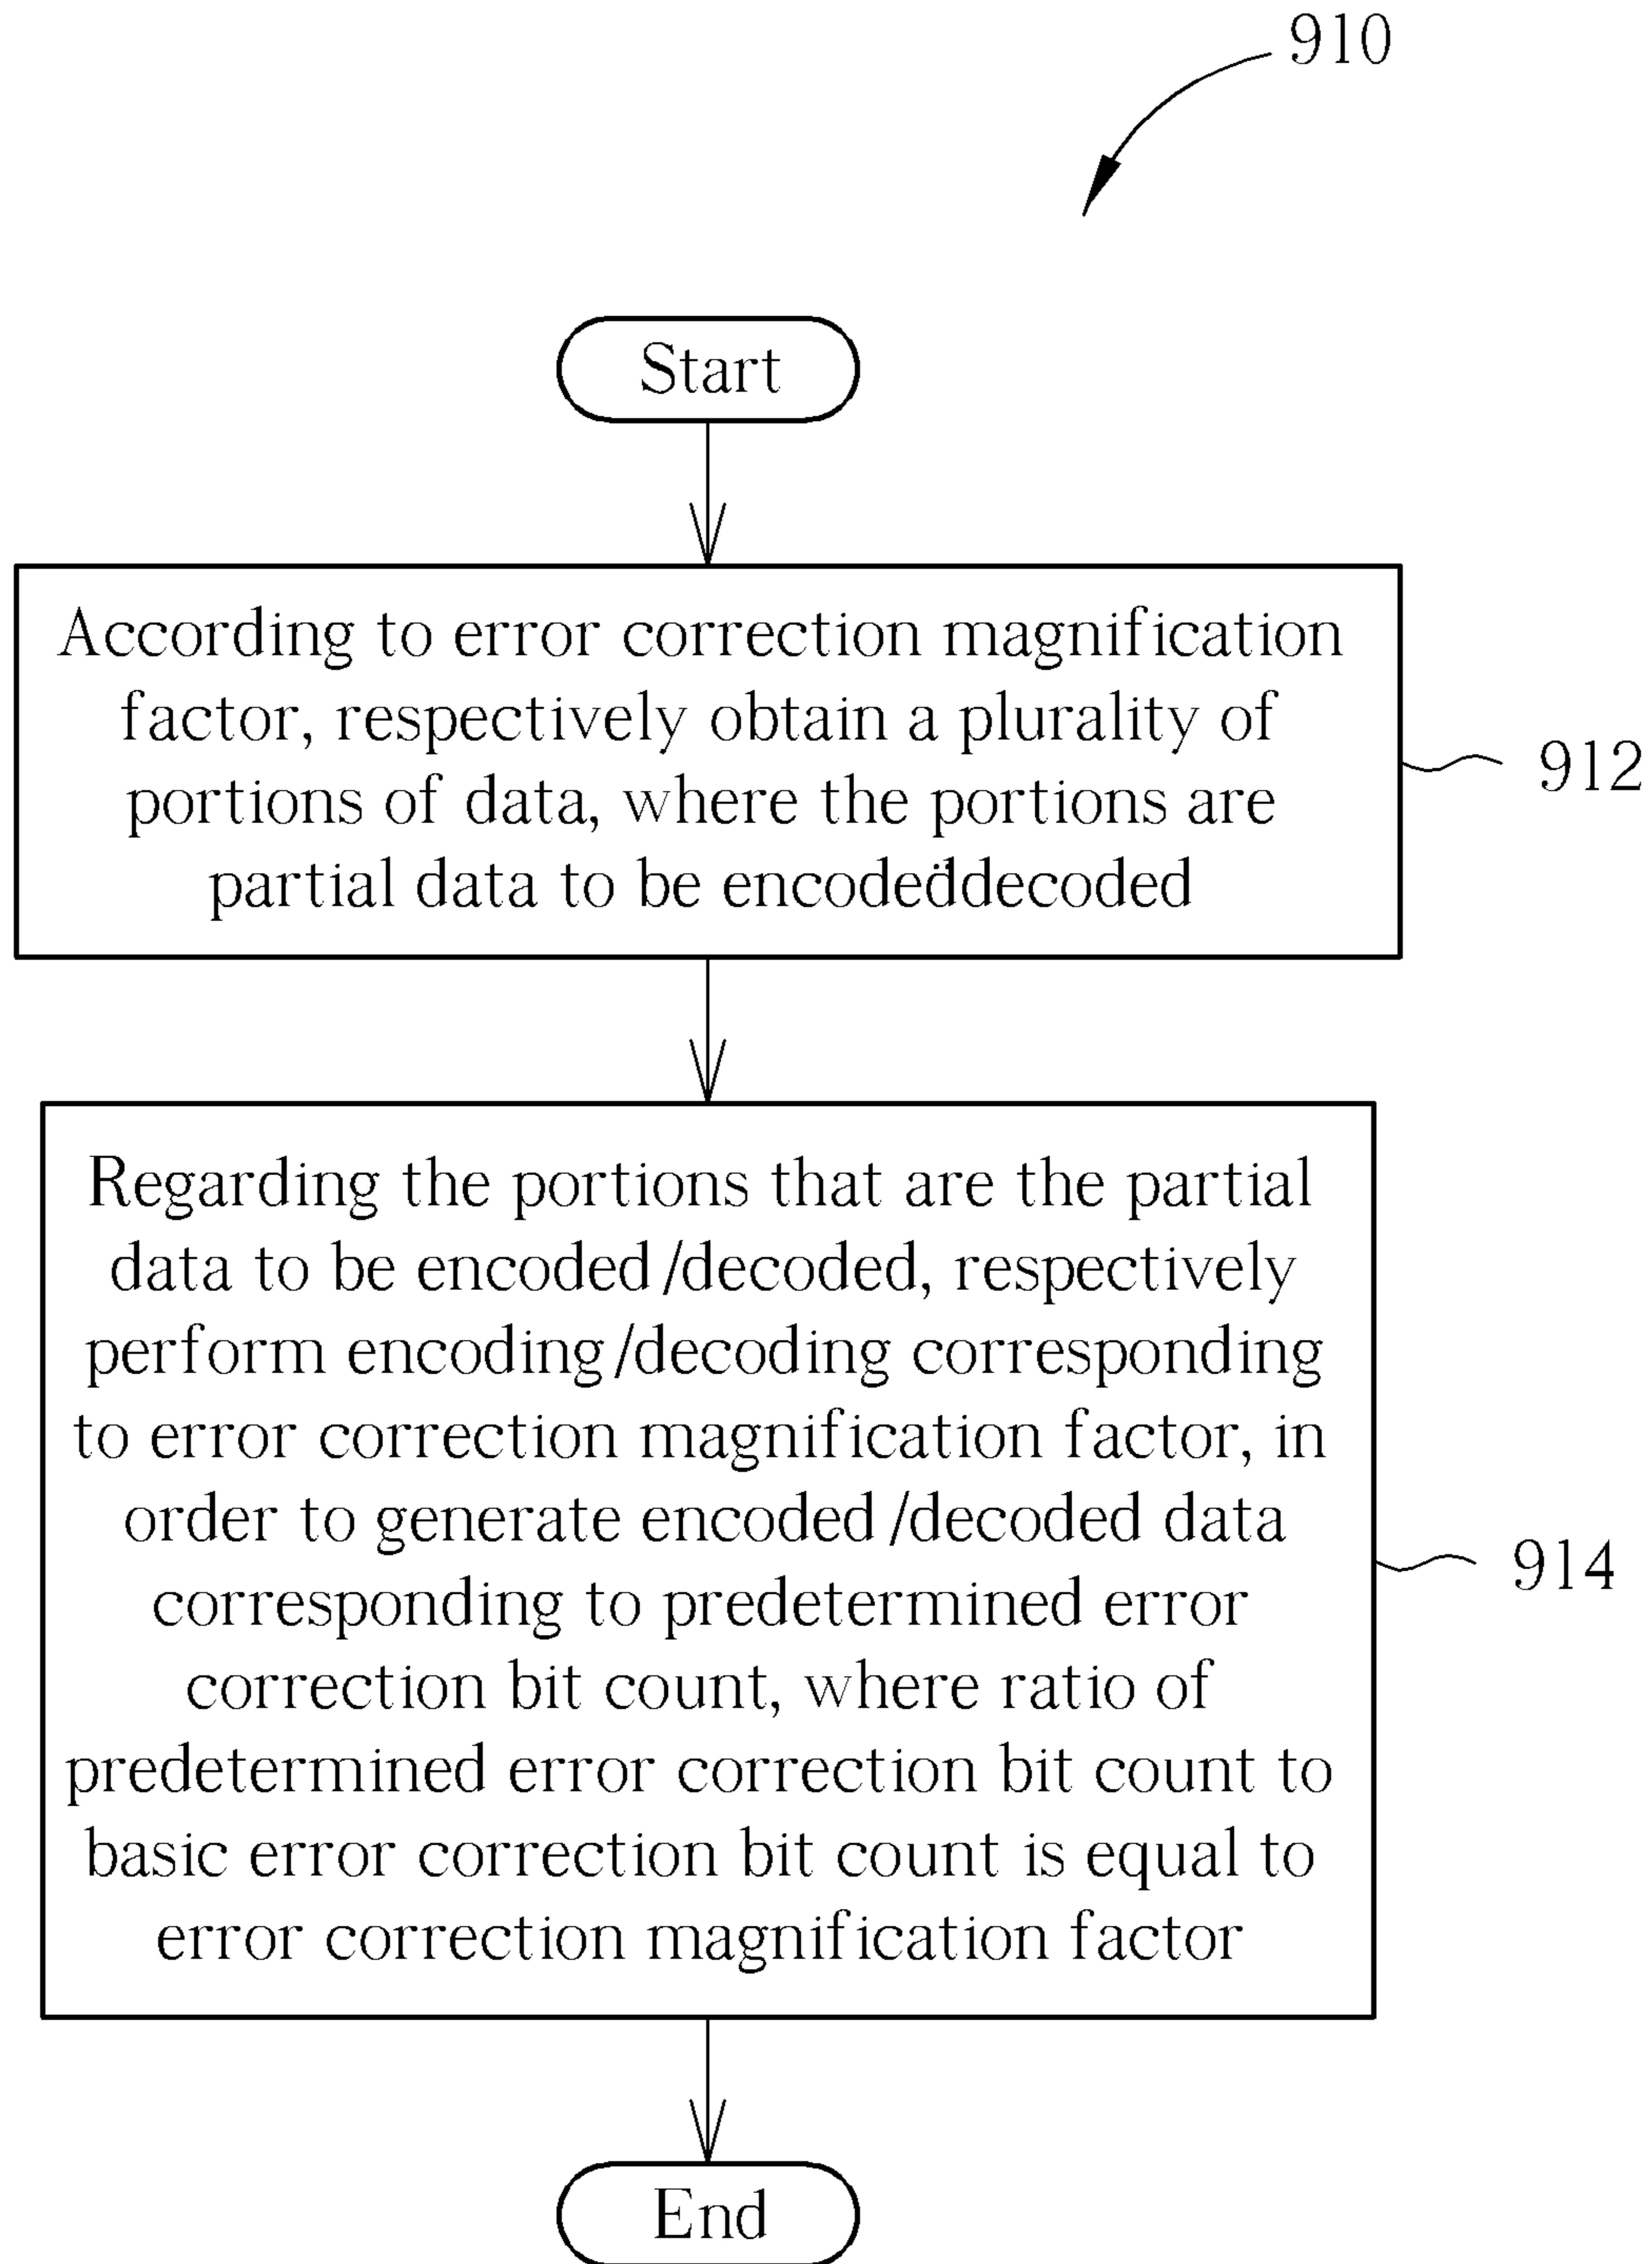 910
Start
According to error correction magnification
factor, respectively obtain a plurality of
portions of data, where the portions are
partial data to be encodeddecoded
912
Regarding the portions that are the partial
data to be encoded/decoded, respectively
perform encoding/decoding corresponding
to error correction magnification factor, in
order to generate encoded/decoded data
corresponding to predetermined error
correction bit count, where ratio of
predetermined error correction bit count to
basic error correction bit count is equal to
error correction magnification factor
914
End